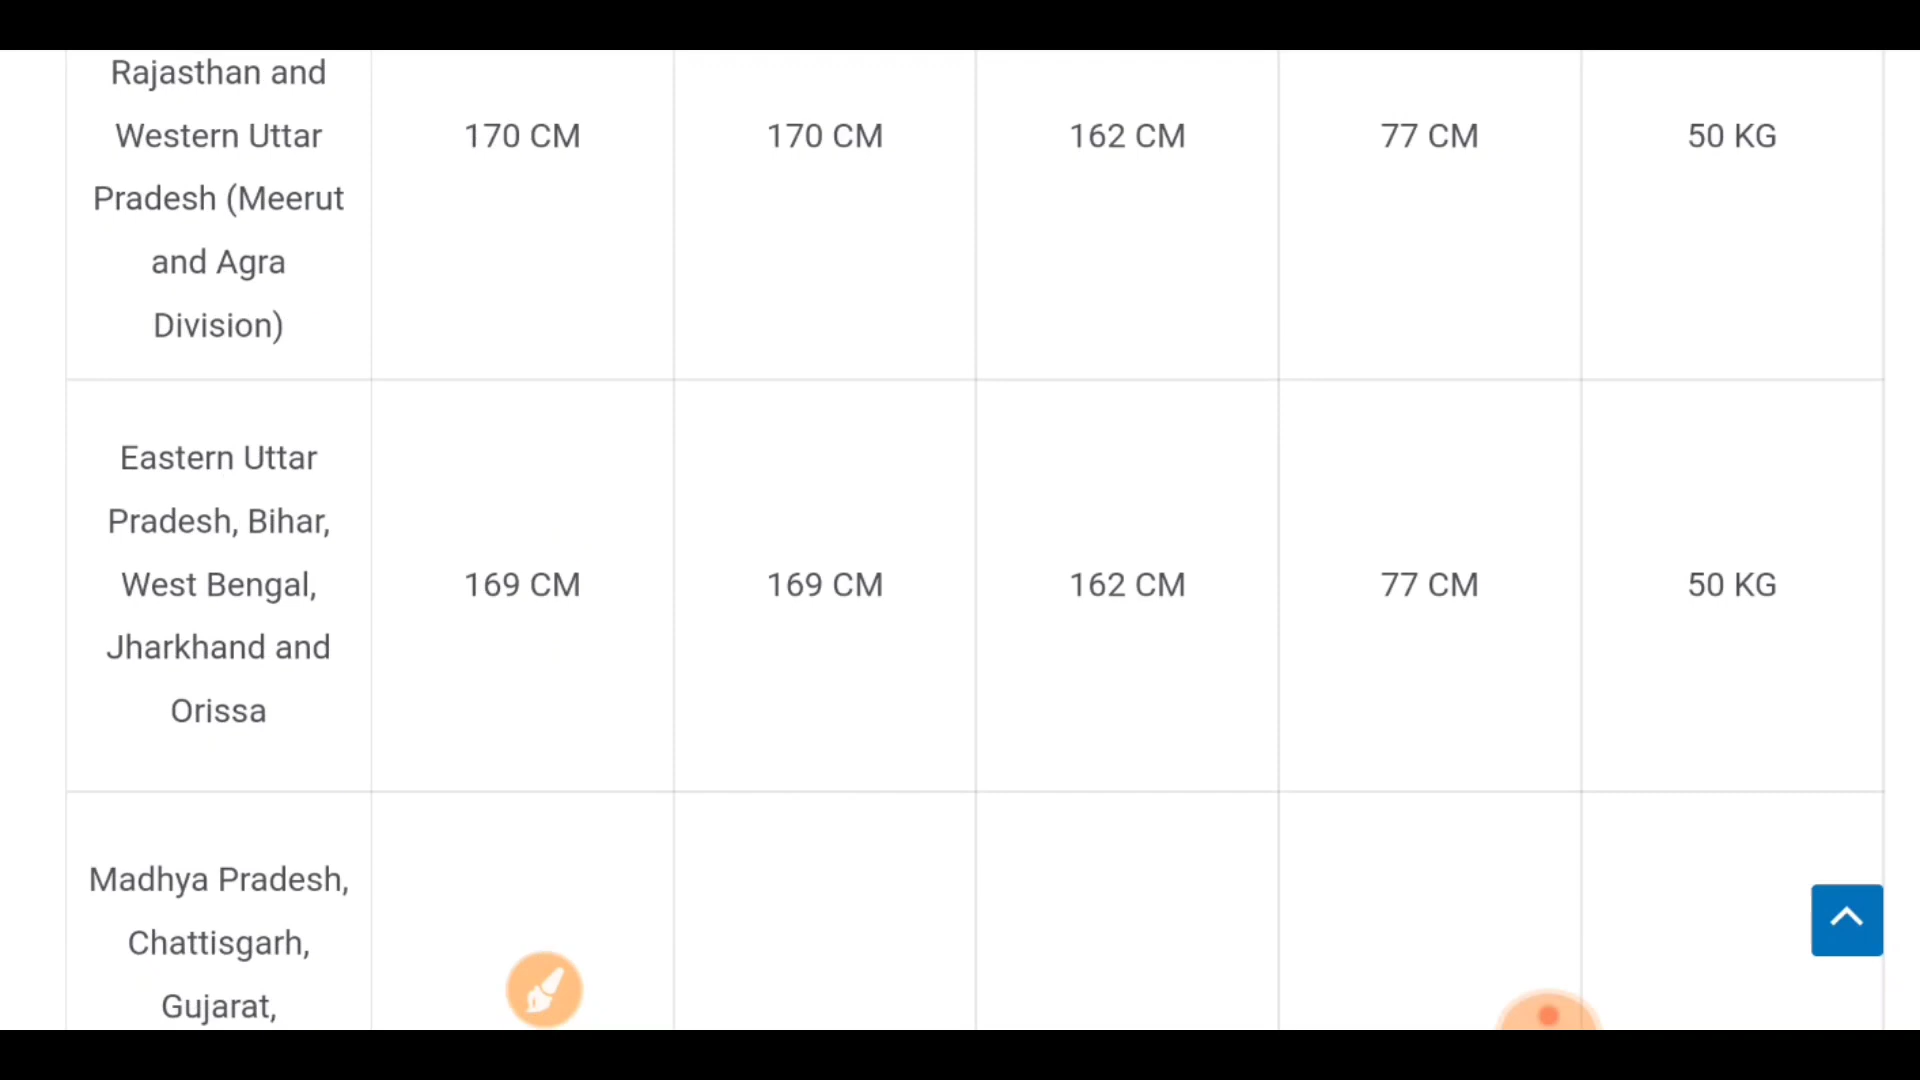 Rajasthan and
Western Uttar
Pradesh (Meerut
and Agra
Division)
170 CM
170 CM
162 CM
77 CM
50 KG
Eastern Uttar
Pradesh, Bihar,
West Bengal,
Jharkhand and
Orissa
169 CM
169 CM
162 CM
77 CM
50 KG
Madhya Pradesh,
Chattisgarh,
Gujarat,